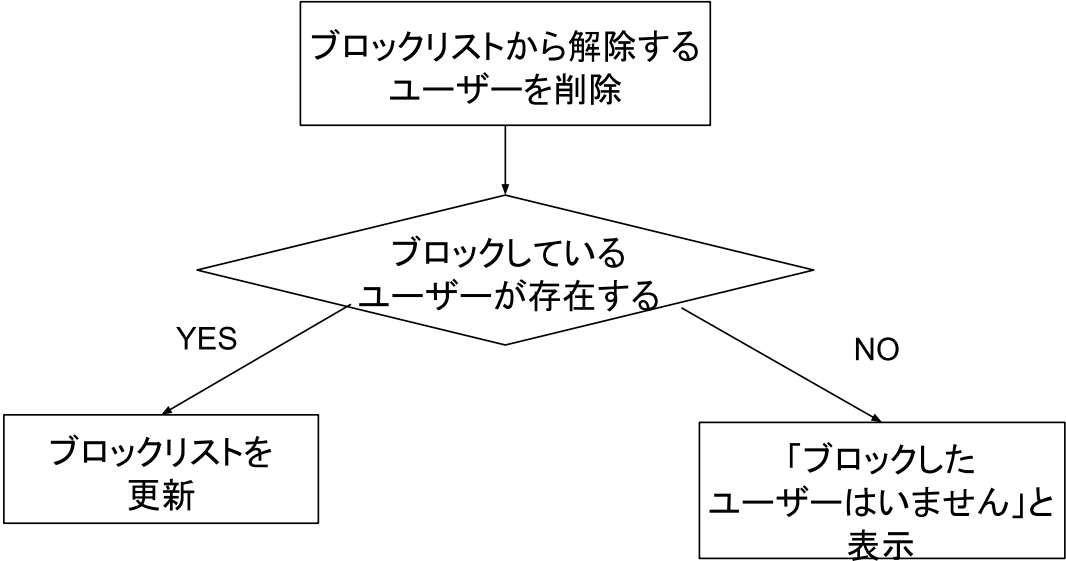 ブロックリストから解除する
ユーザーを削除
ブロックしている
ユーザーが存在する
YES
NO
ブロックリストを
更新
「ブロックした
ユーザーはいません」と
表示